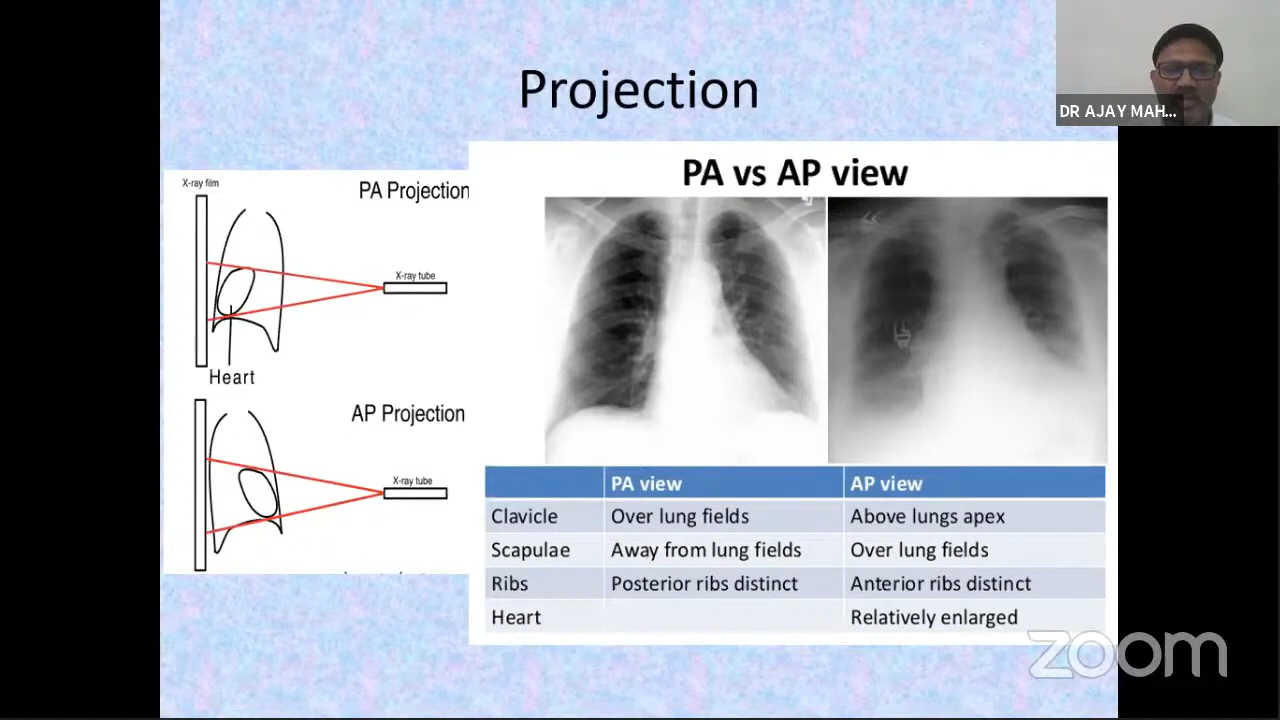 Projection
DR AJAY MAH...
X-ray film
PA Projection
X-ray tube
Heart
AP Projection
X-ray tube
PA vs AP view
PA view AP view
Clavicle Over lung fields Above lungs apex
Scapulae Away from lung fields Over lung fields
Ribs Posterior ribs distinct Anterior ribs distinct
Heart Relatively enlarged
zoom